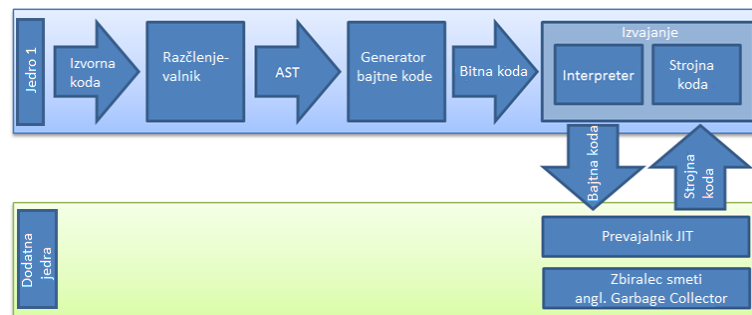 Jedro 1
Izvorna
koda
Razčlenje-
valnik
AST
Generator
bajtne kode
Bitna koda
Izvajanje
Interpreter
Strojna
koda
Bajtna koda
Strojna
koda
Dodatna
jedra
Prevajalnik JIT
Zbiralec smeti
angl. Garbage Collector